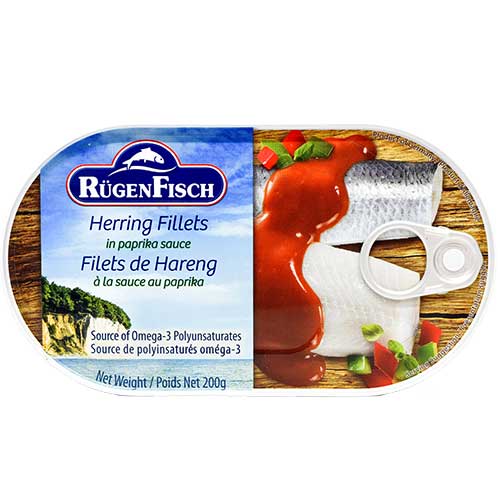 RÜGENFISCH
Herring Fillets
in paprika sauce
Filets de Hareng
à la sauce au paprika
Source of Omega-3 Polyunsaturates
Source de polyinsaturés oméga-3
Net Weight / Poids Net 200g